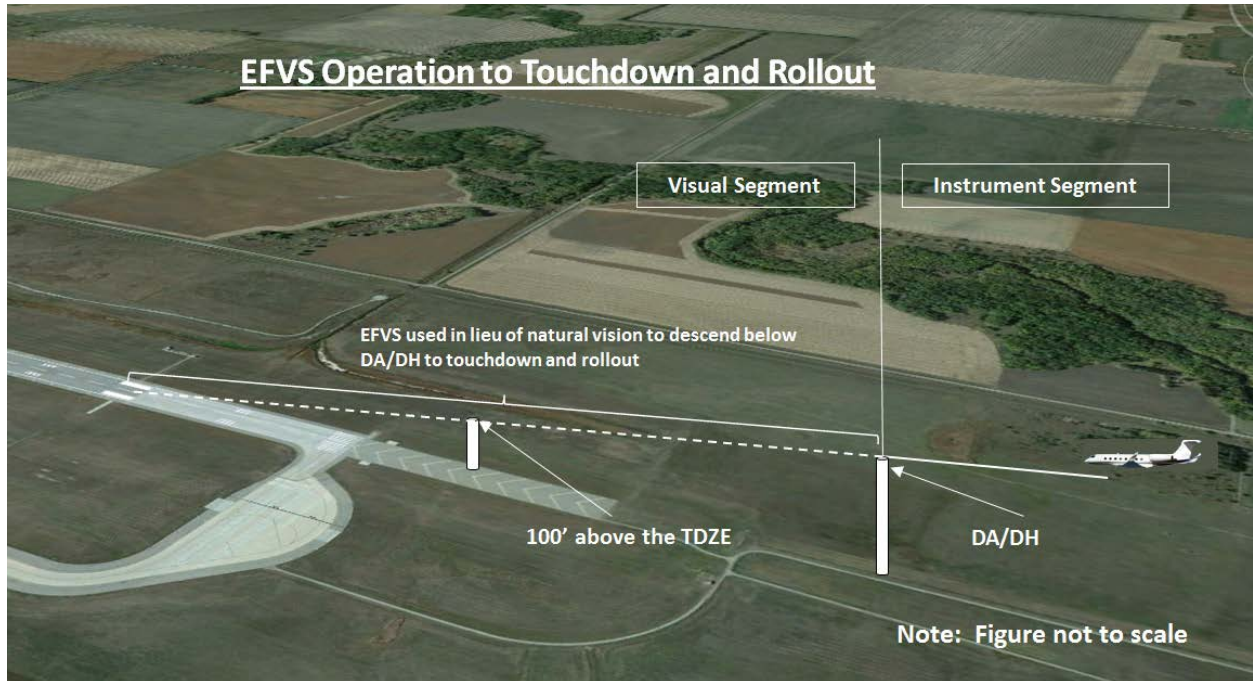 EFVS Operation to Touchdown and Rollout
Visual Segment
Instrument Segment
EFVS used in lieu of natural vision to descend below
DA/DH to touchdown and rollout
100’ above the TDZE
DA/DH
Note:  Figure not to scale